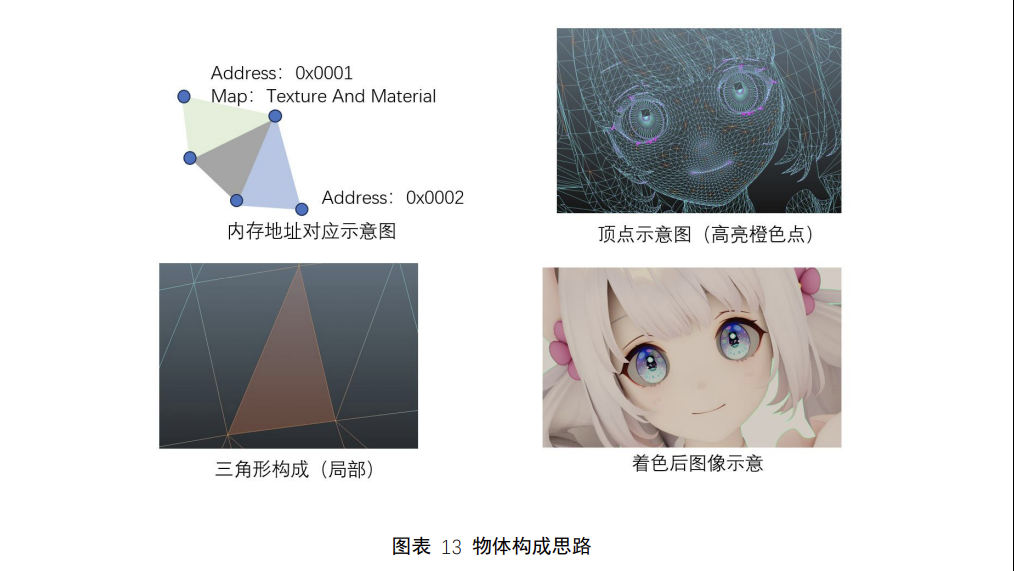 Address：0x0001
Map：Texture And Material
Address：0x0002
内存地址对应示意图
顶点示意图（高亮橙色点）
三角形构成（局部）
着色后图像示意
图表 13 物体构成思路